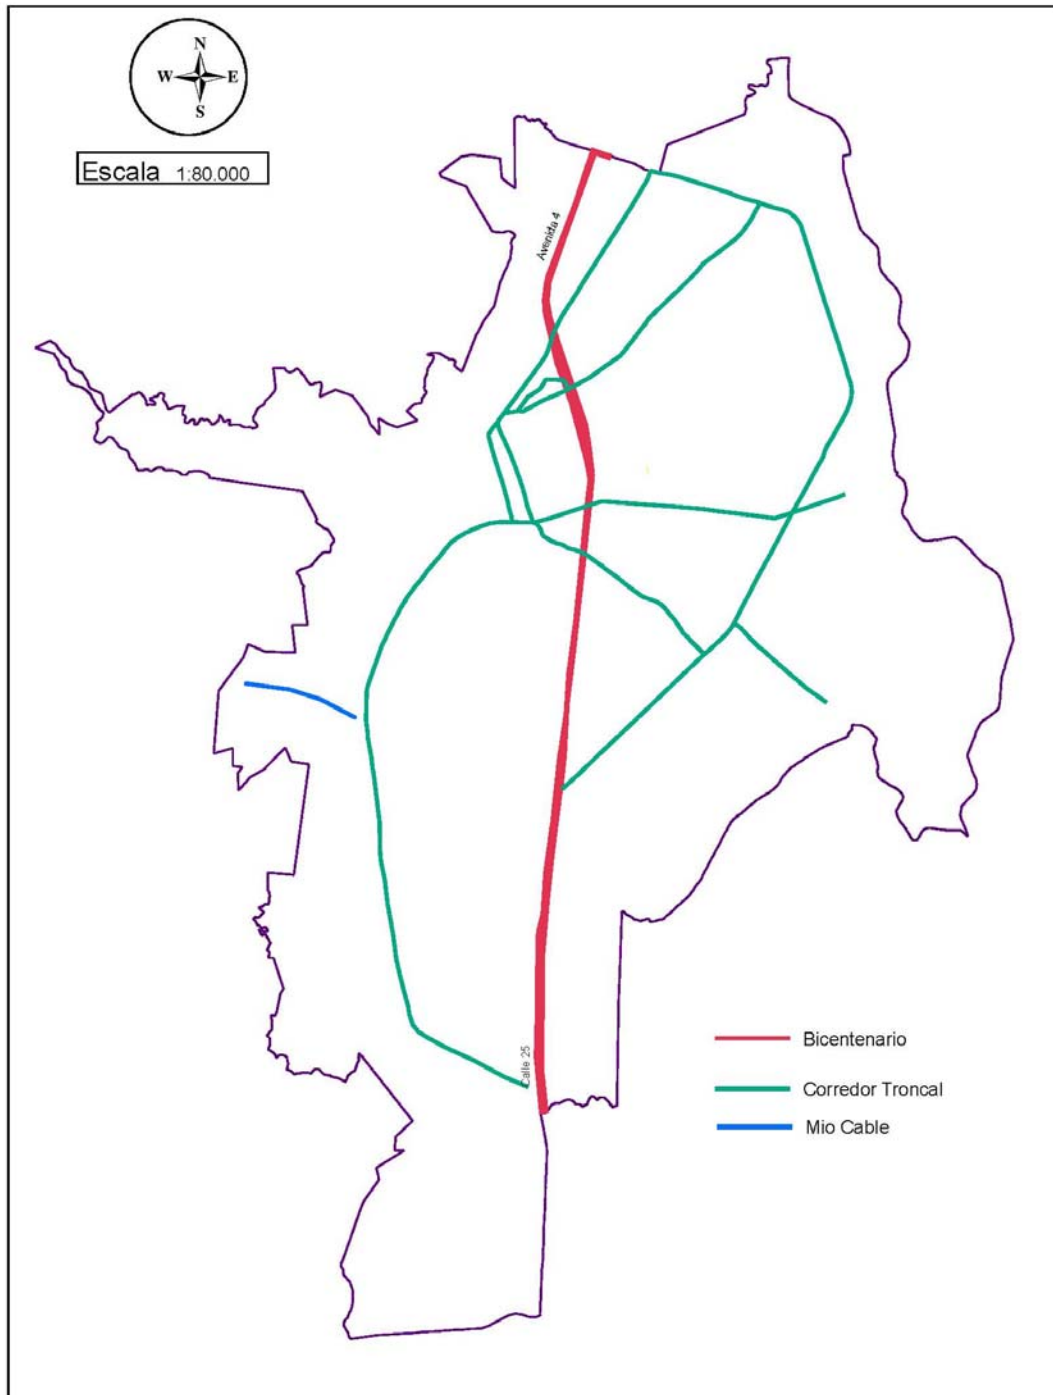 N
W E
S
Escala 1:80.000
Avenida 4
Calle 25
Bicentenario
Corredor Troncal
Mio Cable